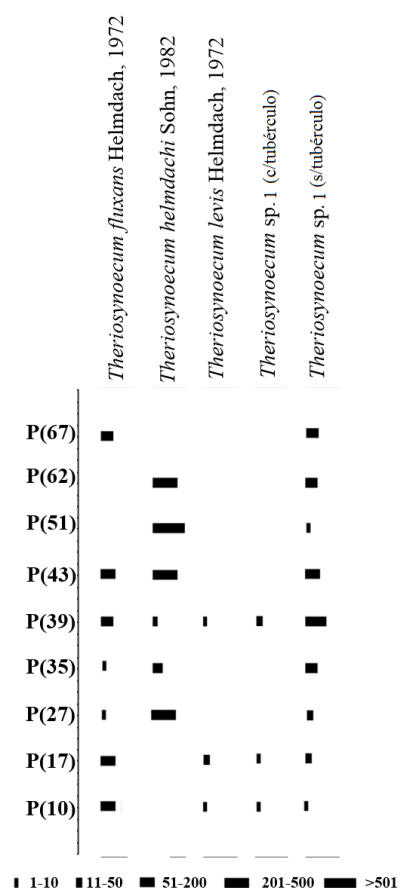 Theriosynoecum fluxans Helmdach, 1972
Theriosynoecum helmdachi Sohn, 1982
Theriosynoecum levis Helmdach, 1972
Theriosynoecum sp.1 (c/tubérculo)
Theriosynoecum sp.1 (s/tubérculo)
P(67)
P(62)
P(51)
P(43)
P(39)
P(35)
P(27)
P(17)
P(10)
1-10 11-50 51-200 201-500 >501